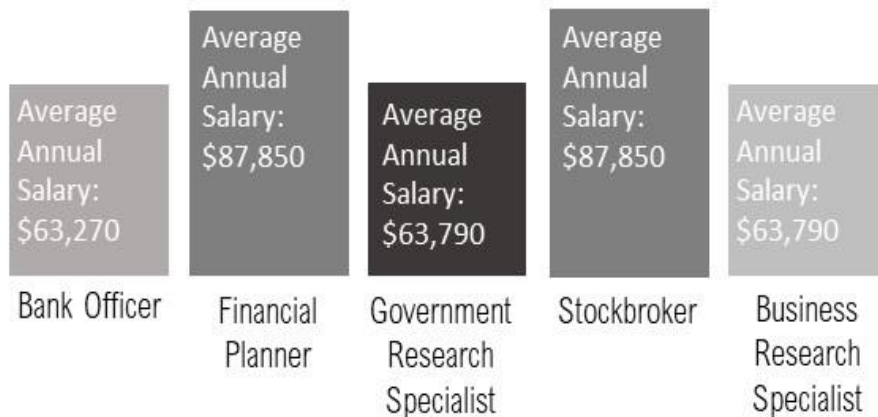 Average
Annual
Salary:
$63,270
Bank Officer
Average
Annual
Salary:
$87,850
Financial
Planner
Average
Annual
Salary:
$63,790
Government
Research
Specialist
Average
Annual
Salary:
$87,850
Stockbroker
Average
Annual
Salary:
$63,790
Business
Research
Specialist